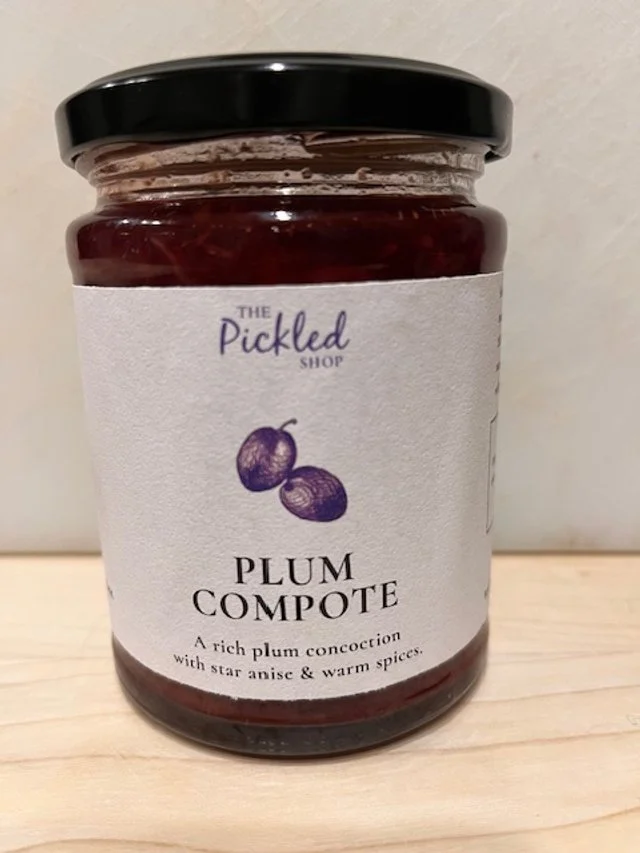 THE
Pickled
SHOP
PLUM
COMPOTE
A rich plum concoction
with star anise & warm spices.